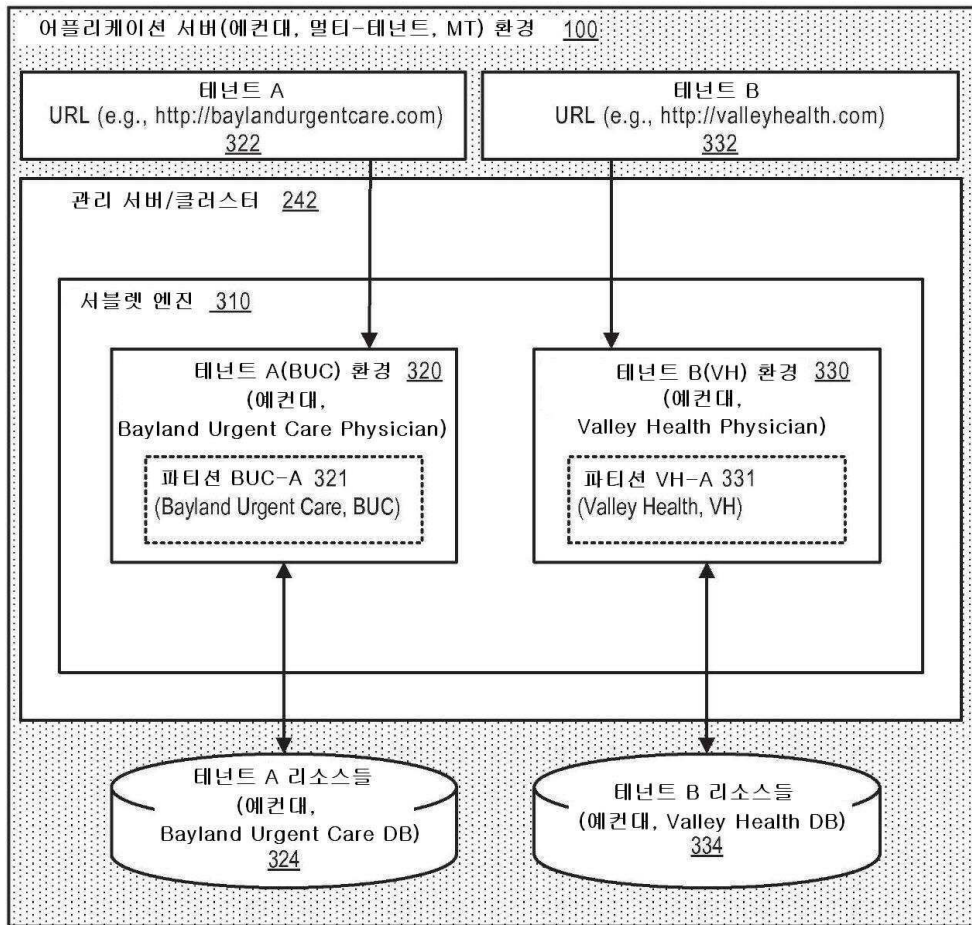 어플리케이션 서버(에컨대, 멀티-테넌트, MT) 환경 100
테넌트 A
URL (e.g., http://baylandurgentcare.com)
322
테넌트 B
URL (e.g., http://valleyhealth.com)
332
관리 서버/클러스터 242
서블렛 엔진 310
테넌트 A(BUC) 환경 320
(예컨대,
Bayland Urgent Care Physician)
파티션 BUC-A 321
(Bayland Urgent Care, BUC)
테넌트 B(VH) 환경 330
(예컨대,
Valley Health Physician)
파티션 VH-A 331
(Valley Health, VH)
테넌트 A 리소스들
(예컨대,
Bayland Urgent Care DB)
324
테넌트 B 리소스들
(예컨대, Valley Health DB)
334